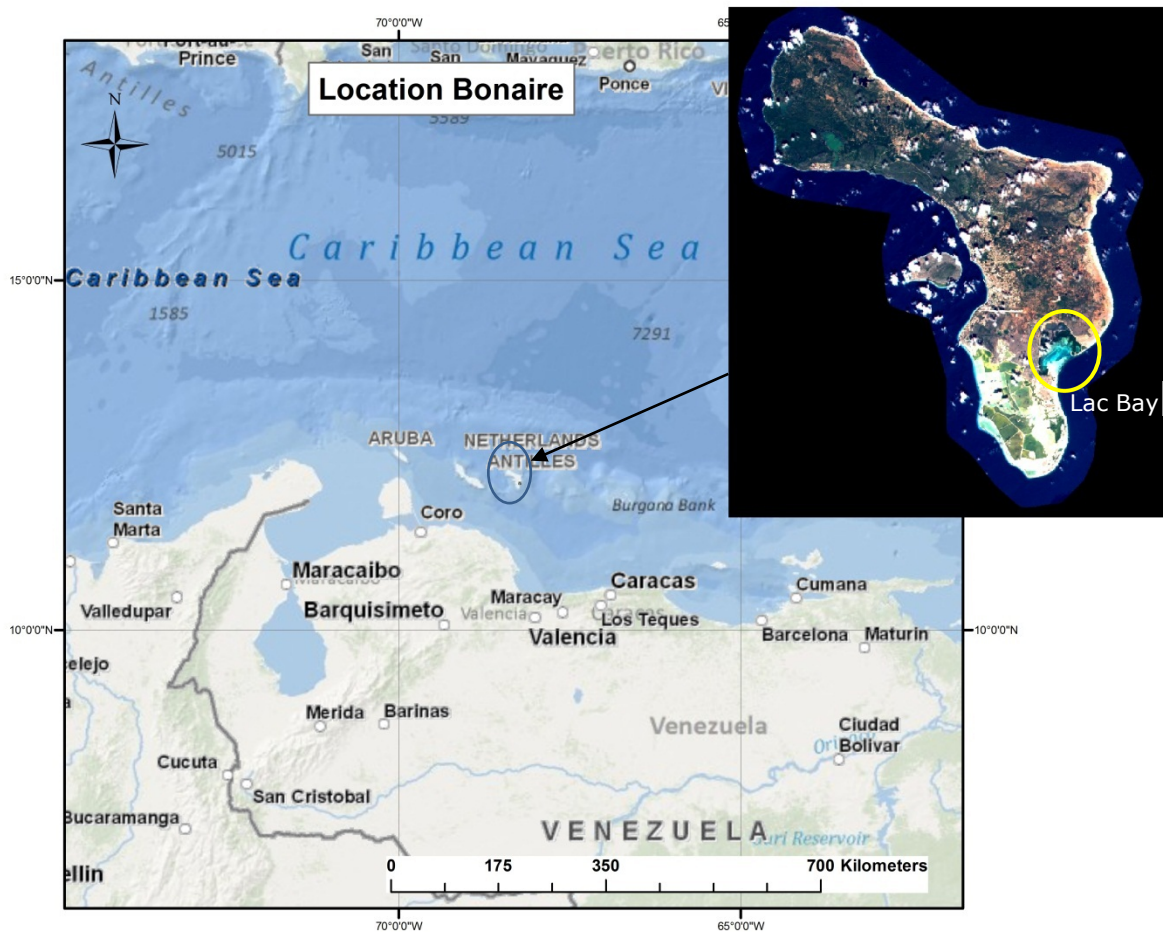 70°0'0"W
65
Port-au-
Prince
San
Santo Domingo
San
Mayaguez
Puerto Rico
Ponce
VI
Antilles
N
Location Bonaire
5589
5015
Caribbean Sea
15°0'0"N
Caribbean Sea
1585
7291
Lac Bay
ARUBA
NETHERLANDS
ANTILLES
Burgana Bank
Santa
Marta
Coro
Maracaibo
Maracaibo
Caracas
Cumana
Valledupar
Barquisimeto
Maracay
Valencia
Caracas
Los Teques
10°0'0"N
Valencia
Barcelona
Maturin
10°0'0"N
celejo
a
Merida
Barinas
Venezuela
Ciudad
Bolivar
Cucuta
San Cristobal
Bucaramanga
VENEZUELA
Guri Reservoir
ellin
0 175 350 700 Kilometers
70°0'0"W
65°0'0"W